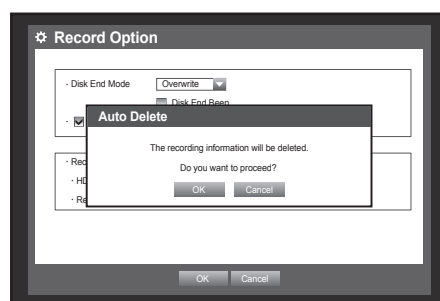 Record Option
· Disk End Mode Overwrite
Disk End Beep
Auto Delete
The recording information will be deleted.
Do you want to proceed?
· Rec
· HD
· Re
OK Cancel
OK Cancel